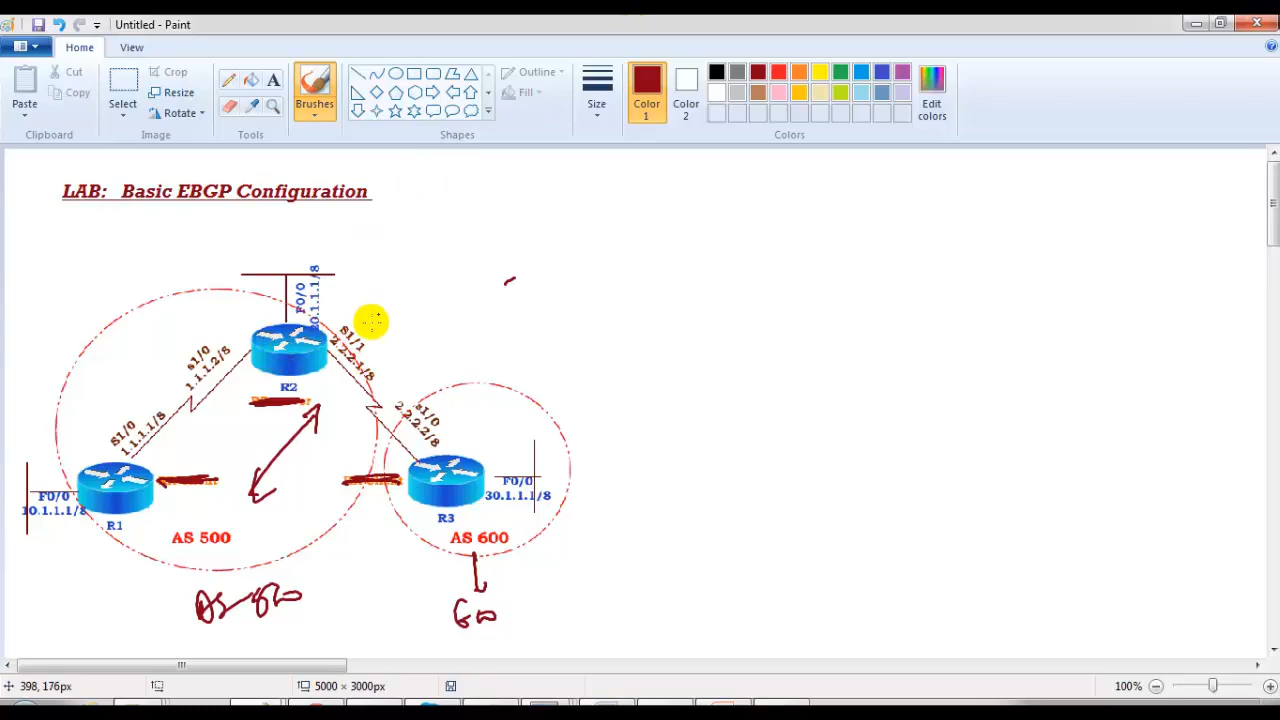 Untitled - Paint
Home View
Paste
Cut
Copy
Clipboard
Select
Crop
Resize
Rotate
Image
A
Tools
Brushes
Outline
Fill
Shapes
Size
Color 1
Color 2
Edit colors
Colors
LAB: Basic EBGP Configuration
F0/0
20.1.1.1/8
s1/0
1.1.1.2/8
S1/1
2.2.2.1/8
R2
s1/0
2.2.2.2/8
S1/0
1.1.1.1/8
F0/0
10.1.1.1/8
R1
F0/0
30.1.1.1/8
R3
AS 500
AS 600
600
398, 176px
5000 × 3000px
100%